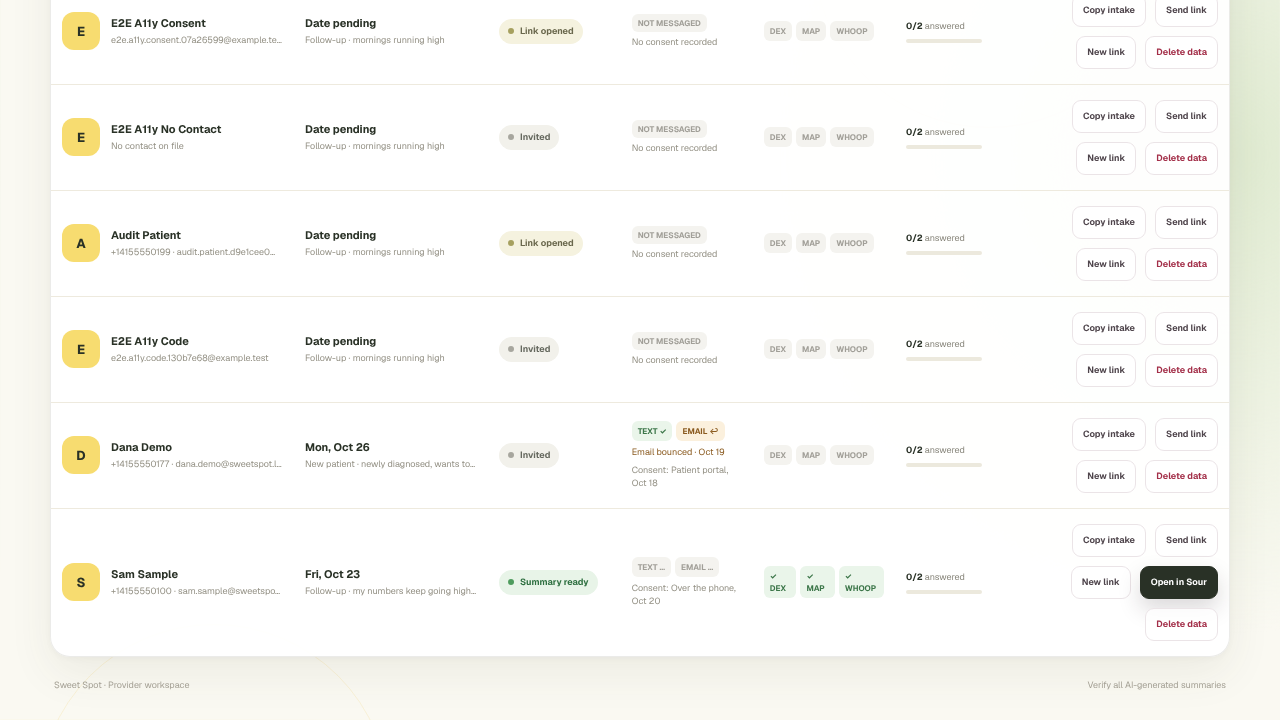 E
E2E A11y Consent
e2e.a11y.consent.07a26599@example.te...
Date pending
Follow-up · mornings running high
Link opened
NOT MESSAGED
No consent recorded
DEX MAP WHOOP
0/2 answered
Copy intake Send link
New link Delete data
E
E2E A11y No Contact
No contact on file
Date pending
Follow-up · mornings running high
Invited
NOT MESSAGED
No consent recorded
DEX MAP WHOOP
0/2 answered
Copy intake Send link
New link Delete data
A
Audit Patient
+14155550199 · audit.patient.d9e1cee0...
Date pending
Follow-up · mornings running high
Link opened
NOT MESSAGED
No consent recorded
DEX MAP WHOOP
0/2 answered
Copy intake Send link
New link Delete data
E
E2E A11y Code
e2e.a11y.code.130b7e68@example.test
Date pending
Follow-up · mornings running high
Invited
NOT MESSAGED
No consent recorded
DEX MAP WHOOP
0/2 answered
Copy intake Send link
New link Delete data
D
Dana Demo
+14155550177 · dana.demo@sweetspot.l...
Mon, Oct 26
New patient · newly diagnosed, wants to...
Invited
TEXT ✓ EMAIL ↩
Email bounced · Oct 19
Consent: Patient portal,
Oct 18
DEX MAP WHOOP
0/2 answered
Copy intake Send link
New link Delete data
S
Sam Sample
+14155550100 · sam.sample@sweetspo...
Fri, Oct 23
Follow-up · my numbers keep going high...
Summary ready
TEXT ... EMAIL ...
Consent: Over the phone,
Oct 20
✓ DEX ✓ MAP ✓ WHOOP
0/2 answered
Copy intake Send link
New link Open in Sour
Delete data
Sweet Spot · Provider workspace
Verify all AI-generated summaries